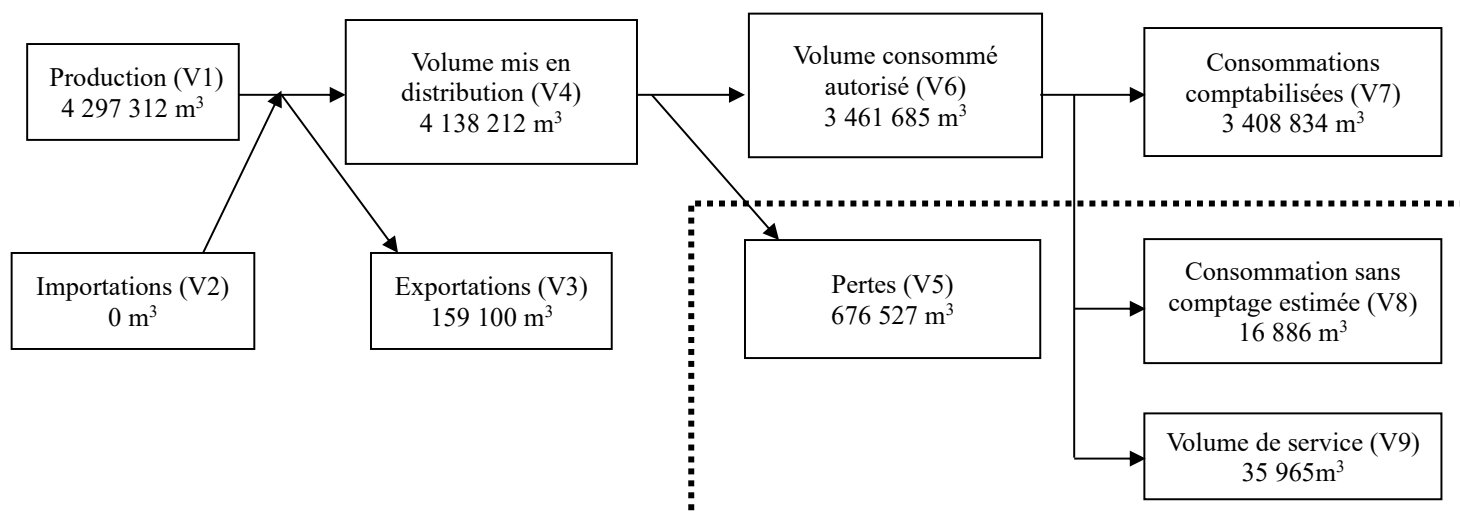 Production (V1)
4 297 312 m³
Volume mis en
distribution (V4)
4 138 212 m³
Volume consommé
autorisé (V6)
3 461 685 m³
Consommations
comptabilisées (V7)
3 408 834 m³
Importations (V2)
0 m³
Exportations (V3)
159 100 m³
Pertes (V5)
676 527 m³
Consommation sans
comptage estimée (V8)
16 886 m³
Volume de service (V9)
35 965m³